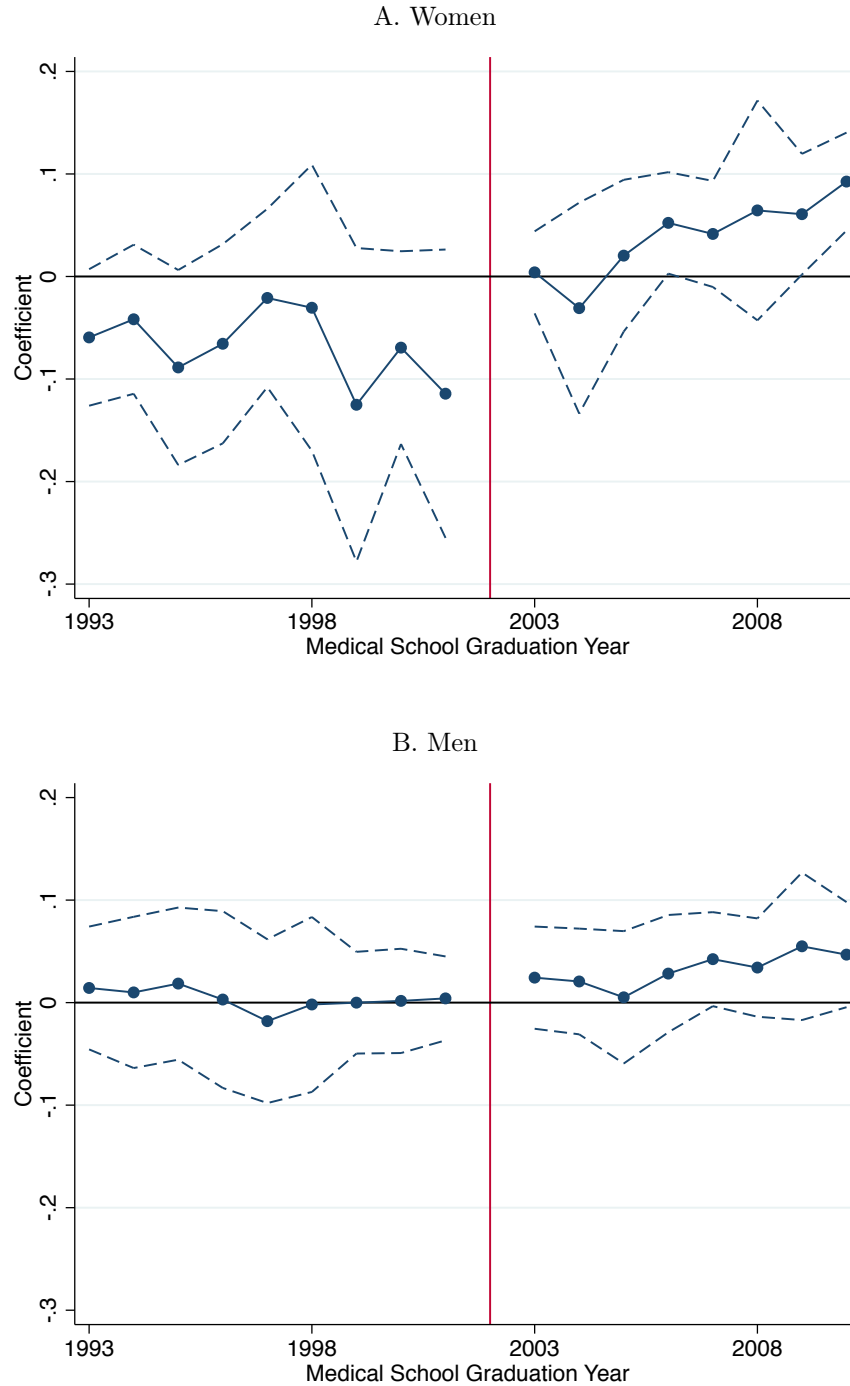 A. Women
.2
.1
0
-.1
-.2
-.3
Coefficient
1993 1998 2003 2008
Medical School Graduation Year
B. Men
.2
.1
0
-.1
-.2
-.3
Coefficient
1993 1998 2003 2008
Medical School Graduation Year